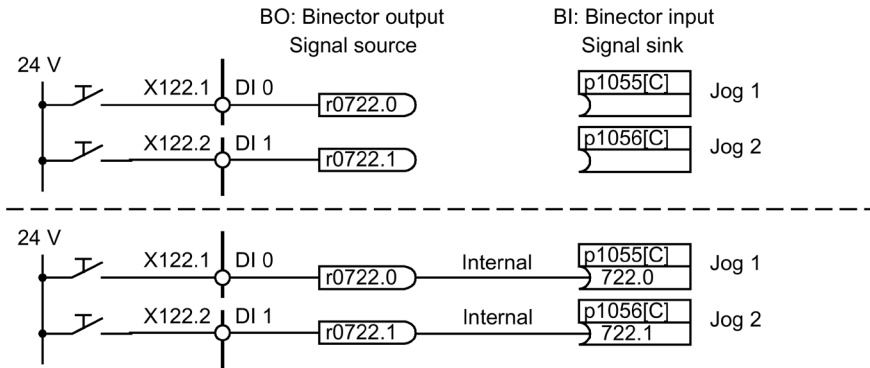 BO: Binector output BI: Binector input
Signal source Signal sink
24 V
X122.1 DI 0 r0722.0 p1055[C] Jog 1
X122.2 DI 1 r0722.1 p1056[C] Jog 2
24 V
X122.1 DI 0 r0722.0 Internal p1055[C] 722.0 Jog 1
X122.2 DI 1 r0722.1 Internal p1056[C] 722.1 Jog 2